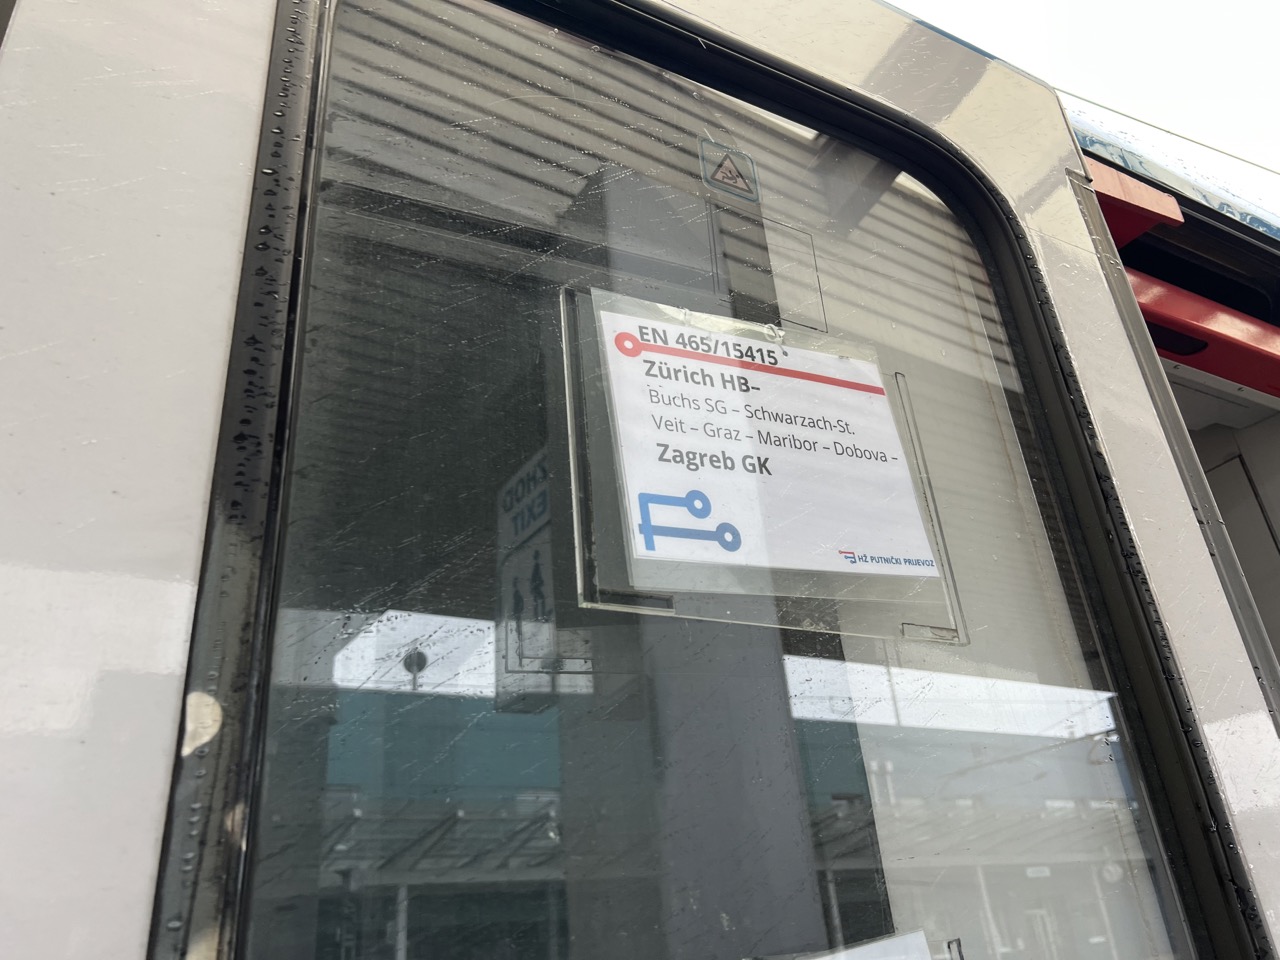 EN 465/15415
Zürich HB–
Buchs SG – Schwarzach-St.
Veit – Graz – Maribor – Dobova –
Zagreb GK
HŽ PUTNIČKI PRIJEVOZ
EXIT